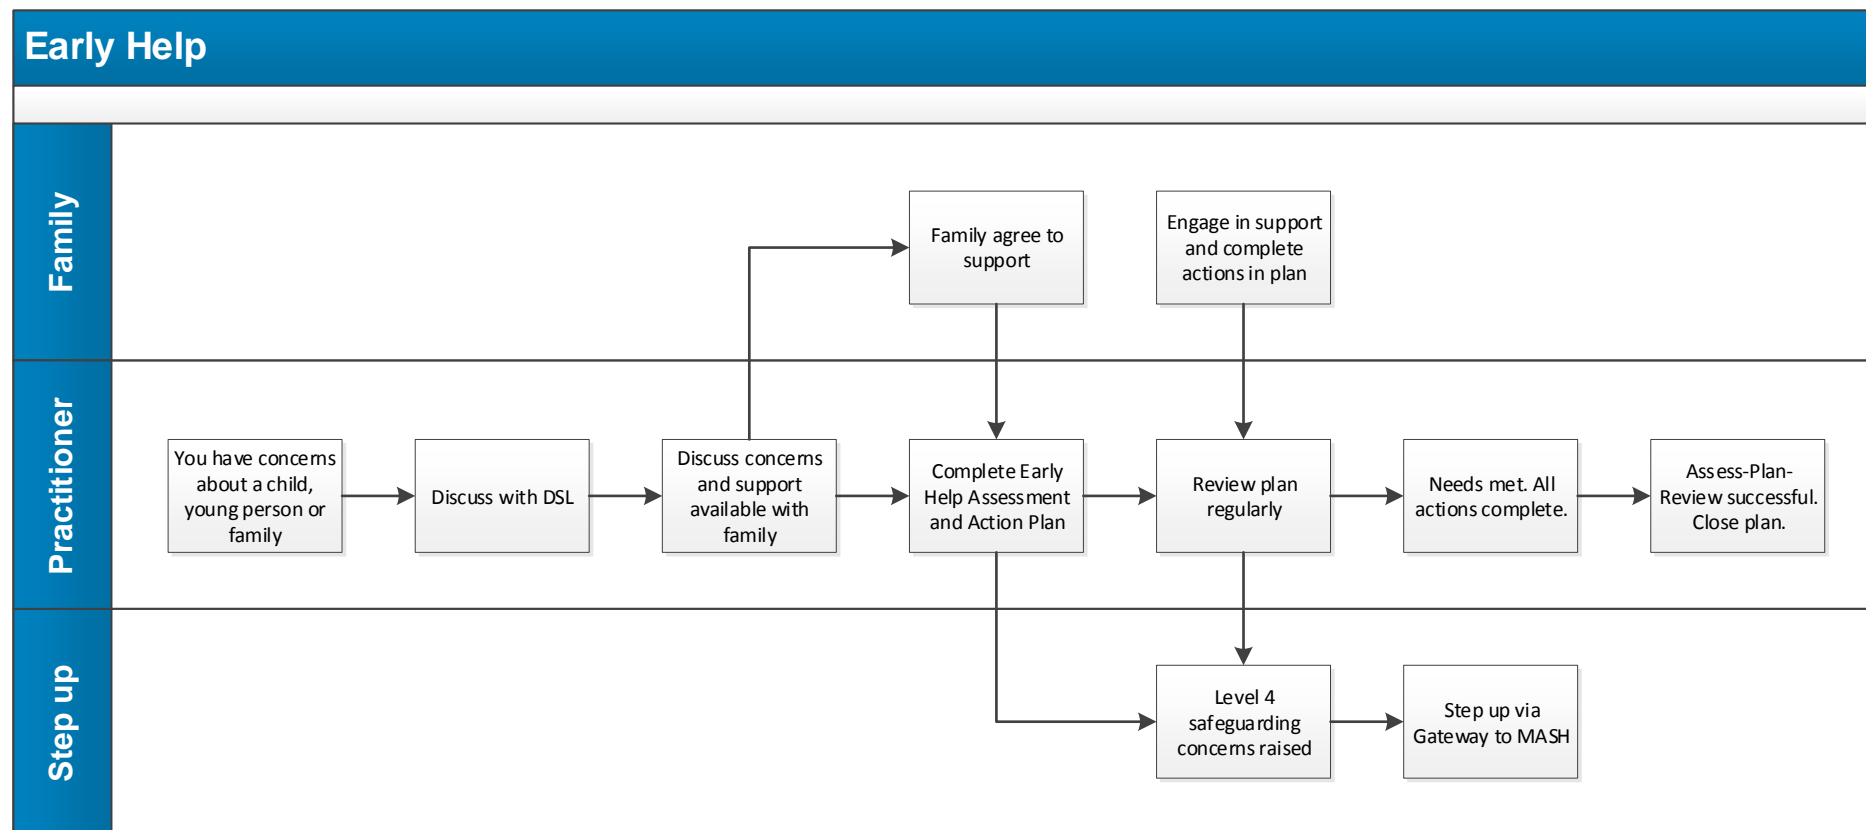 Early Help
Family
Family agree to
support
Engage in support
and complete
actions in plan
Practitioner
You have concerns
about a child,
young person or
family
Discuss with DSL
Discuss concerns
and support
available with
family
Complete Early
Help Assessment
and Action Plan
Review plan
regularly
Needs met. All
actions complete.
Assess-Plan-
Review successful.
Close plan.
Step up
Level 4
safeguarding
concerns raised
Step up via
Gateway to MASH